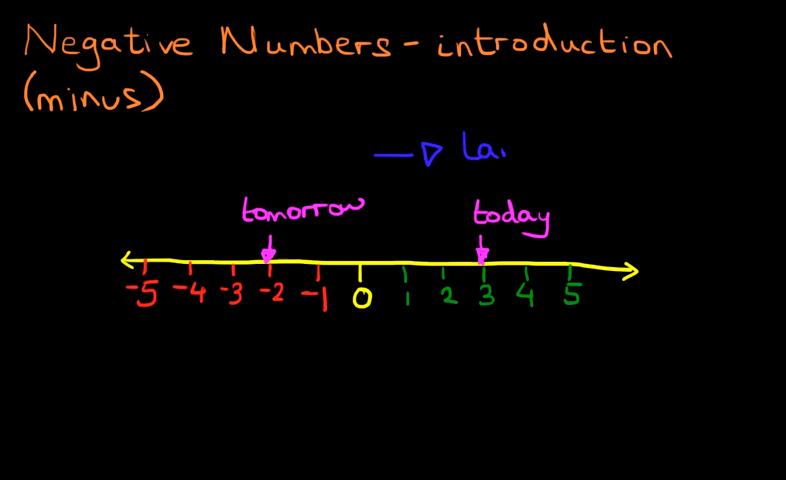 Negative Numbers - introduction
(minus)
tomorrow today
-5 -4 -3 -2 -1 0 1 2 3 4 5